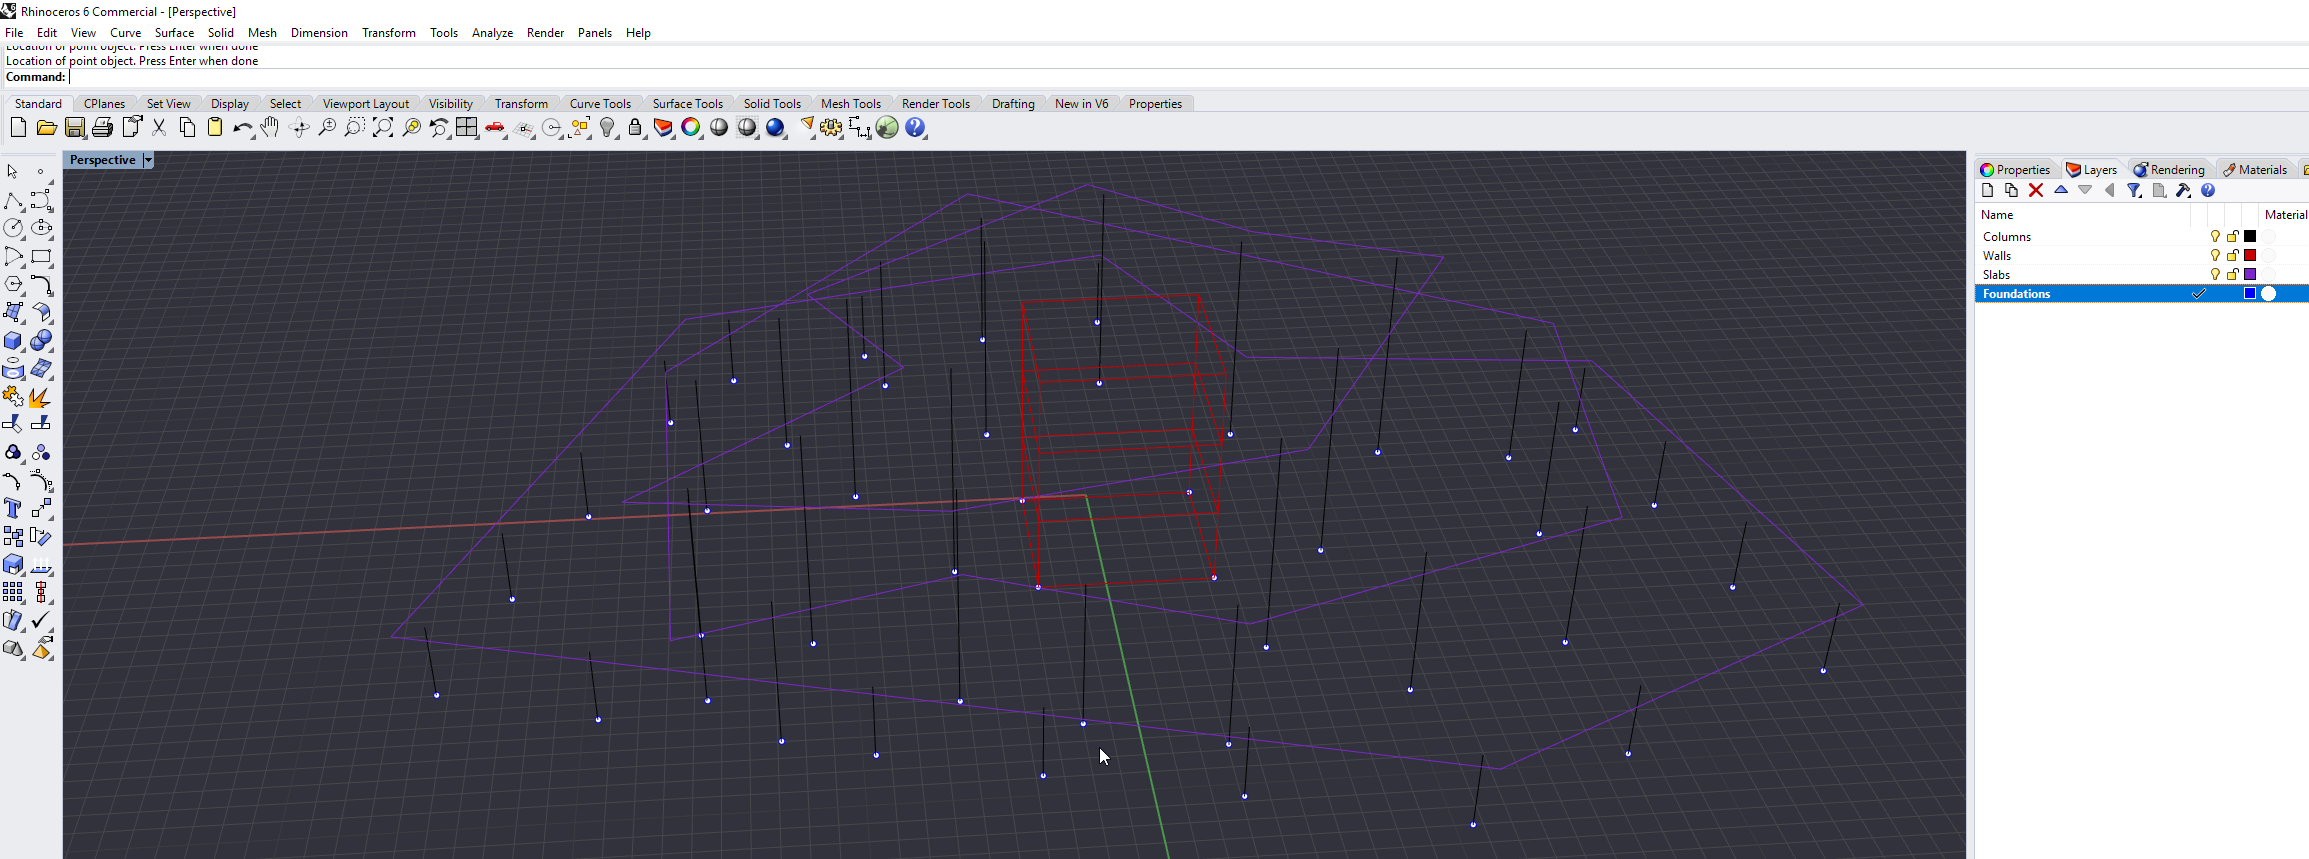 Rhinoceros 6 Commercial - [Perspective]
File Edit View Curve Surface Solid Mesh Dimension Transform Tools Analyze Render Panels Help
Location of point object. Press Enter when done
Location of point object. Press Enter when done
Command:
Standard CPlanes Set View Display Select Viewport Layout Visibility Transform Curve Tools Surface Tools Solid Tools Mesh Tools Render Tools Drafting New in V6 Properties
Perspective
Properties Layers Rendering Materials
Name Material
Columns
Walls
Slabs
Foundations